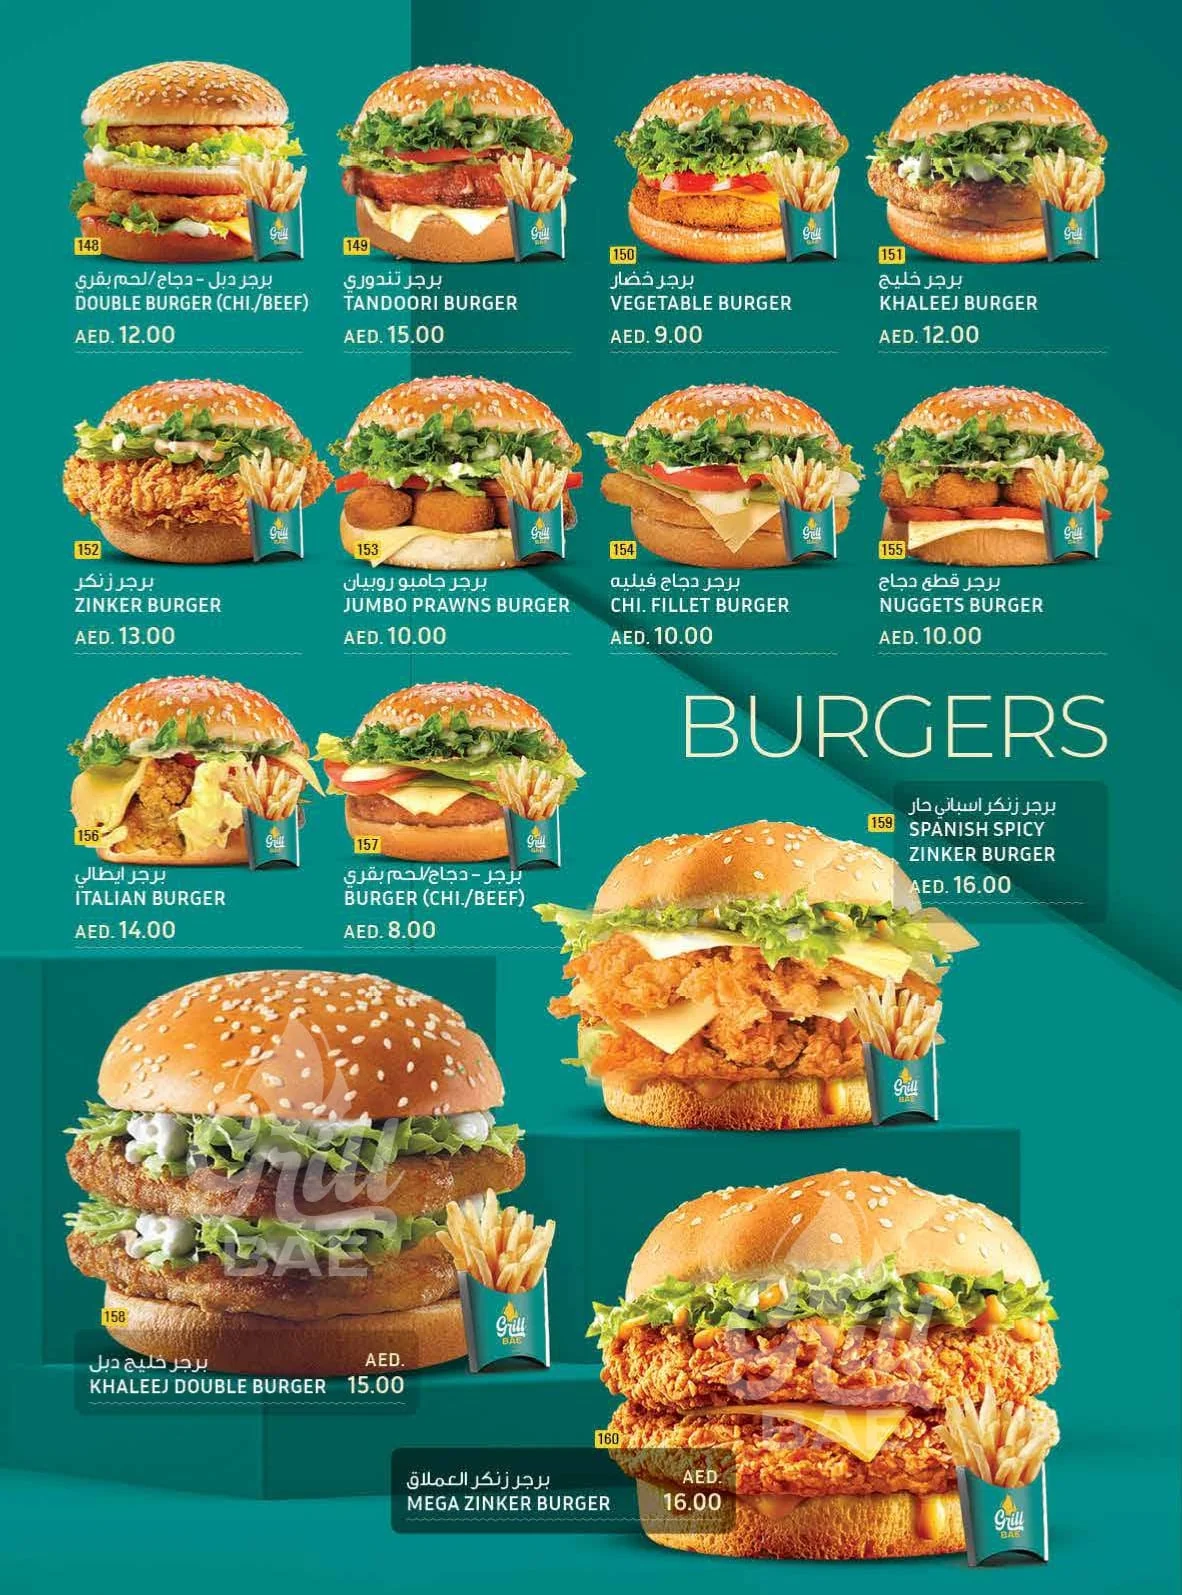 148
برجر دبل - دجاج/لحم بقري
DOUBLE BURGER (CHI./BEEF)
AED. 12.00
149
برجر تندوري
TANDOORI BURGER
AED. 15.00
150
برجر خضار
VEGETABLE BURGER
AED. 9.00
151
برجر خليج
KHALEEJ BURGER
AED. 12.00
152
برجر زنكر
ZINKER BURGER
AED. 13.00
153
برجر جامبو روبيان
JUMBO PRAWNS BURGER
AED. 10.00
154
برجر دجاج فيليه
CHI. FILLET BURGER
AED. 10.00
155
برجر قطع دجاج
NUGGETS BURGER
AED. 10.00
156
برجر ايطالي
ITALIAN BURGER
AED. 14.00
157
برجر - دجاج/لحم بقري
BURGER (CHI./BEEF)
AED. 8.00
BURGERS
159
برجر زنكر اسباني حار
SPANISH SPICY
ZINKER BURGER
AED. 16.00
Grill
BAE
158
برجر خليج دبل
KHALEEJ DOUBLE BURGER
AED.
15.00
Grill
BAE
Grill
BAE
160
برجر زنكر العملاق
MEGA ZINKER BURGER
AED.
16.00
Grill
BAE